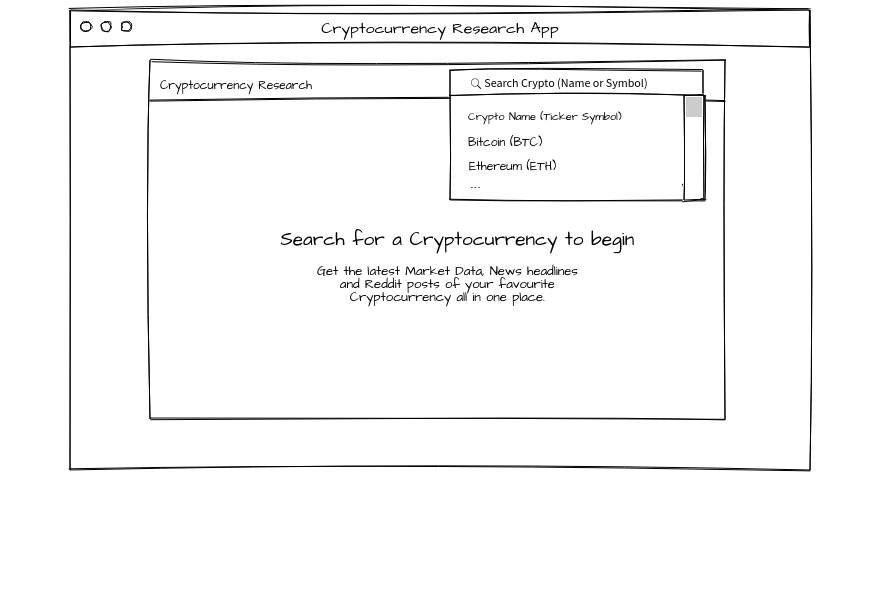 Cryptocurrency Research App
Cryptocurrency Research
Search Crypto (Name or Symbol)
Crypto Name (Ticker Symbol)
Bitcoin (BTC)
Ethereum (ETH)
...
Search for a Cryptocurrency to begin
Get the latest Market Data, News headlines
and Reddit posts of your favourite
Cryptocurrency all in one place.